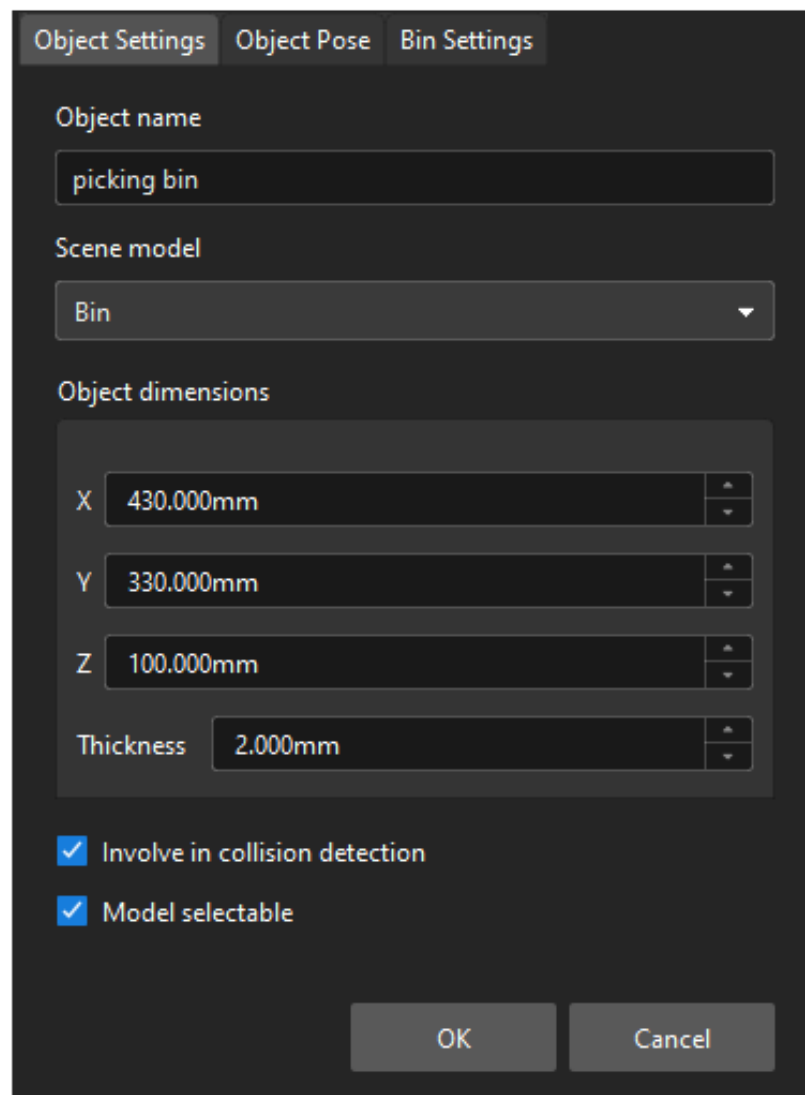 Object Settings Object Pose Bin Settings
Object name
picking bin
Scene model
Bin
Object dimensions
X 430.000mm
Y 330.000mm
Z 100.000mm
Thickness 2.000mm
Involve in collision detection
Model selectable
OK Cancel